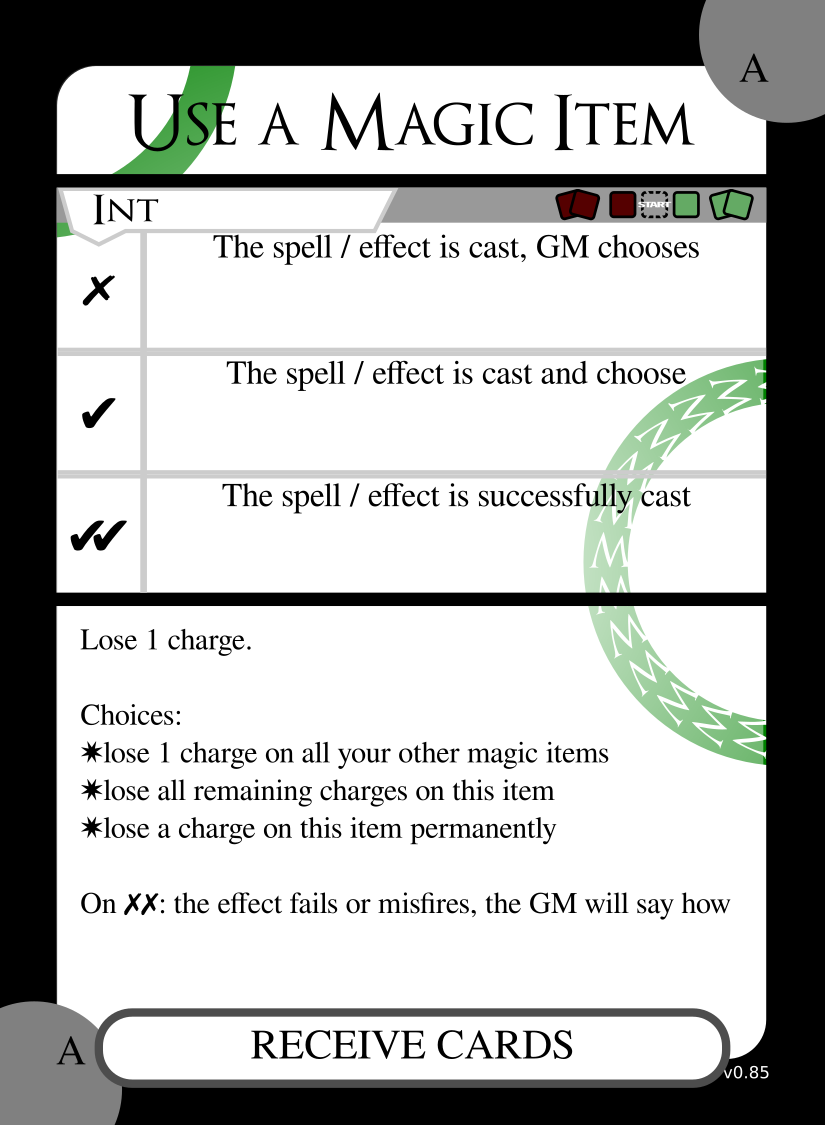 A
Use a Magic Item
Int
START
✗ The spell / effect is cast, GM chooses
✔ The spell / effect is cast and choose
✔✔ The spell / effect is successfully cast
Lose 1 charge.
Choices:
✷lose 1 charge on all your other magic items
✷lose all remaining charges on this item
✷lose a charge on this item permanently
On ✗✗: the effect fails or misfires, the GM will say how
A
RECEIVE CARDS
v0.85